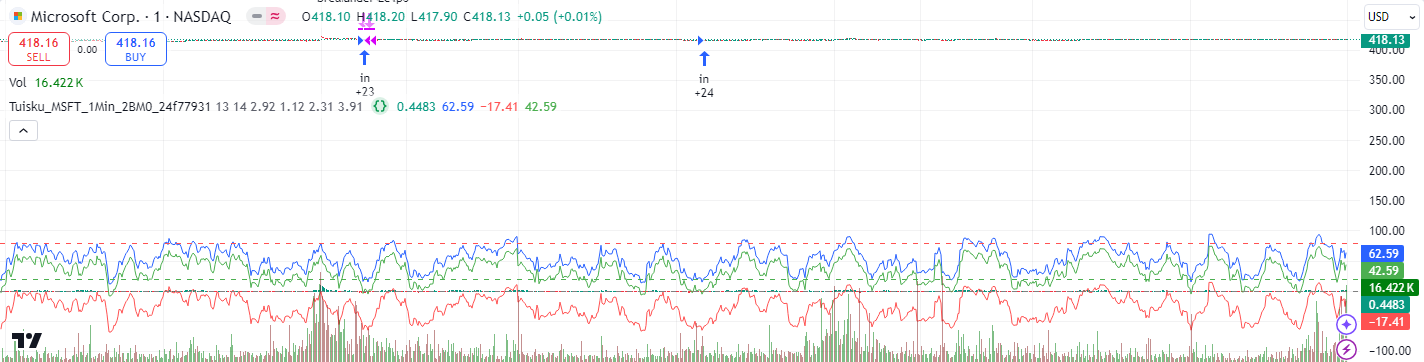 Microsoft Corp. · 1 · NASDAQ O418.10 H418.20 L417.90 C418.13 +0.05 (+0.01%)
USD
418.16 SELL
0.00
418.16 BUY
Vol 16.422 K
Tuisku_MSFT_1Min_2BM0_24f77931 13 14 2.92 1.12 2.31 3.91 {} 0.4483 62.59 −17.41 42.59
in
+23
in
+24
418.13
400.00
350.00
300.00
250.00
200.00
150.00
100.00
62.59
42.59
16.422 K
0.4483
−17.41
−100.00